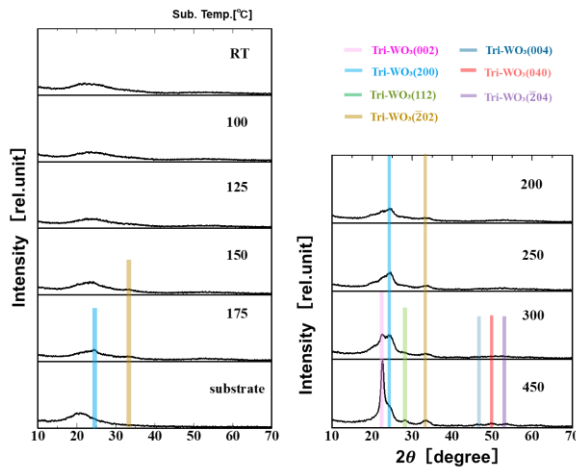 Sub. Temp.[℃]
RT
100
125
150
175
substrate
Intensity [rel.unit]
10 20 30 40 50 60 70
Tri-WO₃(002)
Tri-WO₃(200)
Tri-WO₃(112)
Tri-WO₃(2̅02)
Tri-WO₃(004)
Tri-WO₃(040)
Tri-WO₃(2̅04)
200
250
300
450
Intensity [rel.unit]
10 20 30 40 50 60 70
2θ [degree]